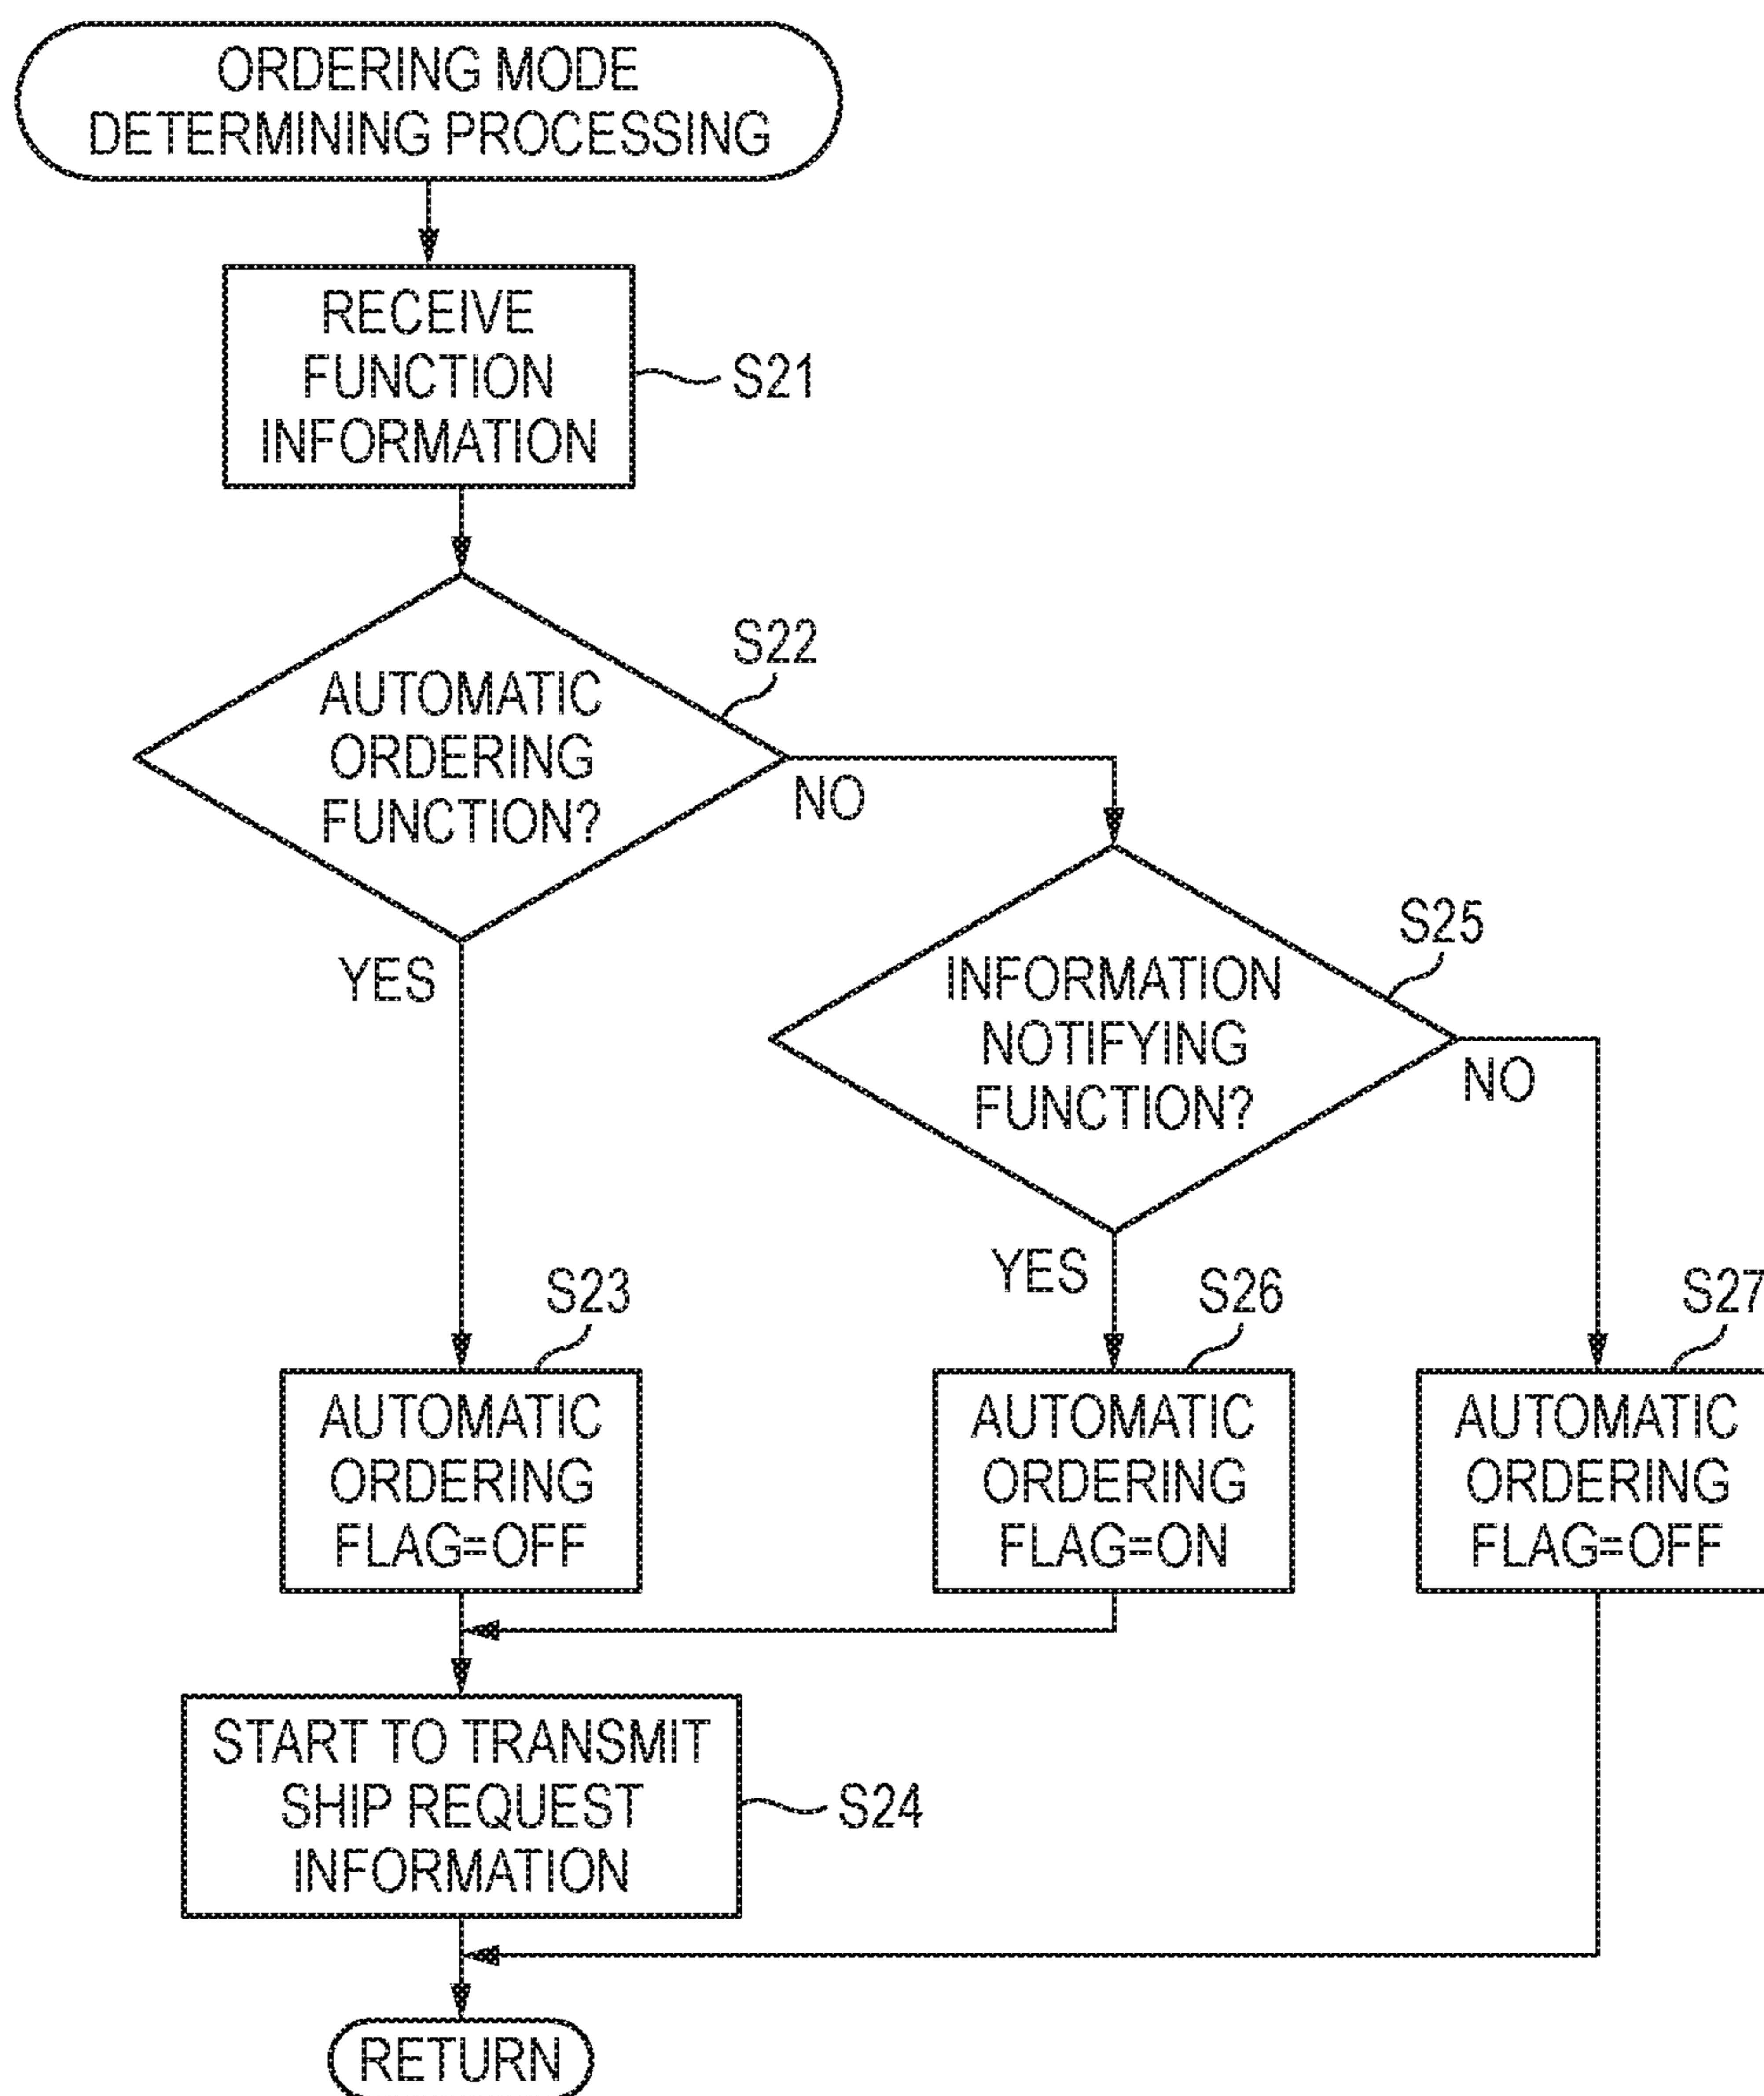 ORDERING MODE
DETERMINING PROCESSING
RECEIVE
FUNCTION
INFORMATION
S21
S22
AUTOMATIC
ORDERING
FUNCTION?
NO
YES
S25
INFORMATION
NOTIFYING
FUNCTION?
NO
YES
S23
AUTOMATIC
ORDERING
FLAG=OFF
S26
AUTOMATIC
ORDERING
FLAG=ON
S27
AUTOMATIC
ORDERING
FLAG=OFF
START TO TRANSMIT
SHIP REQUEST
INFORMATION
S24
RETURN